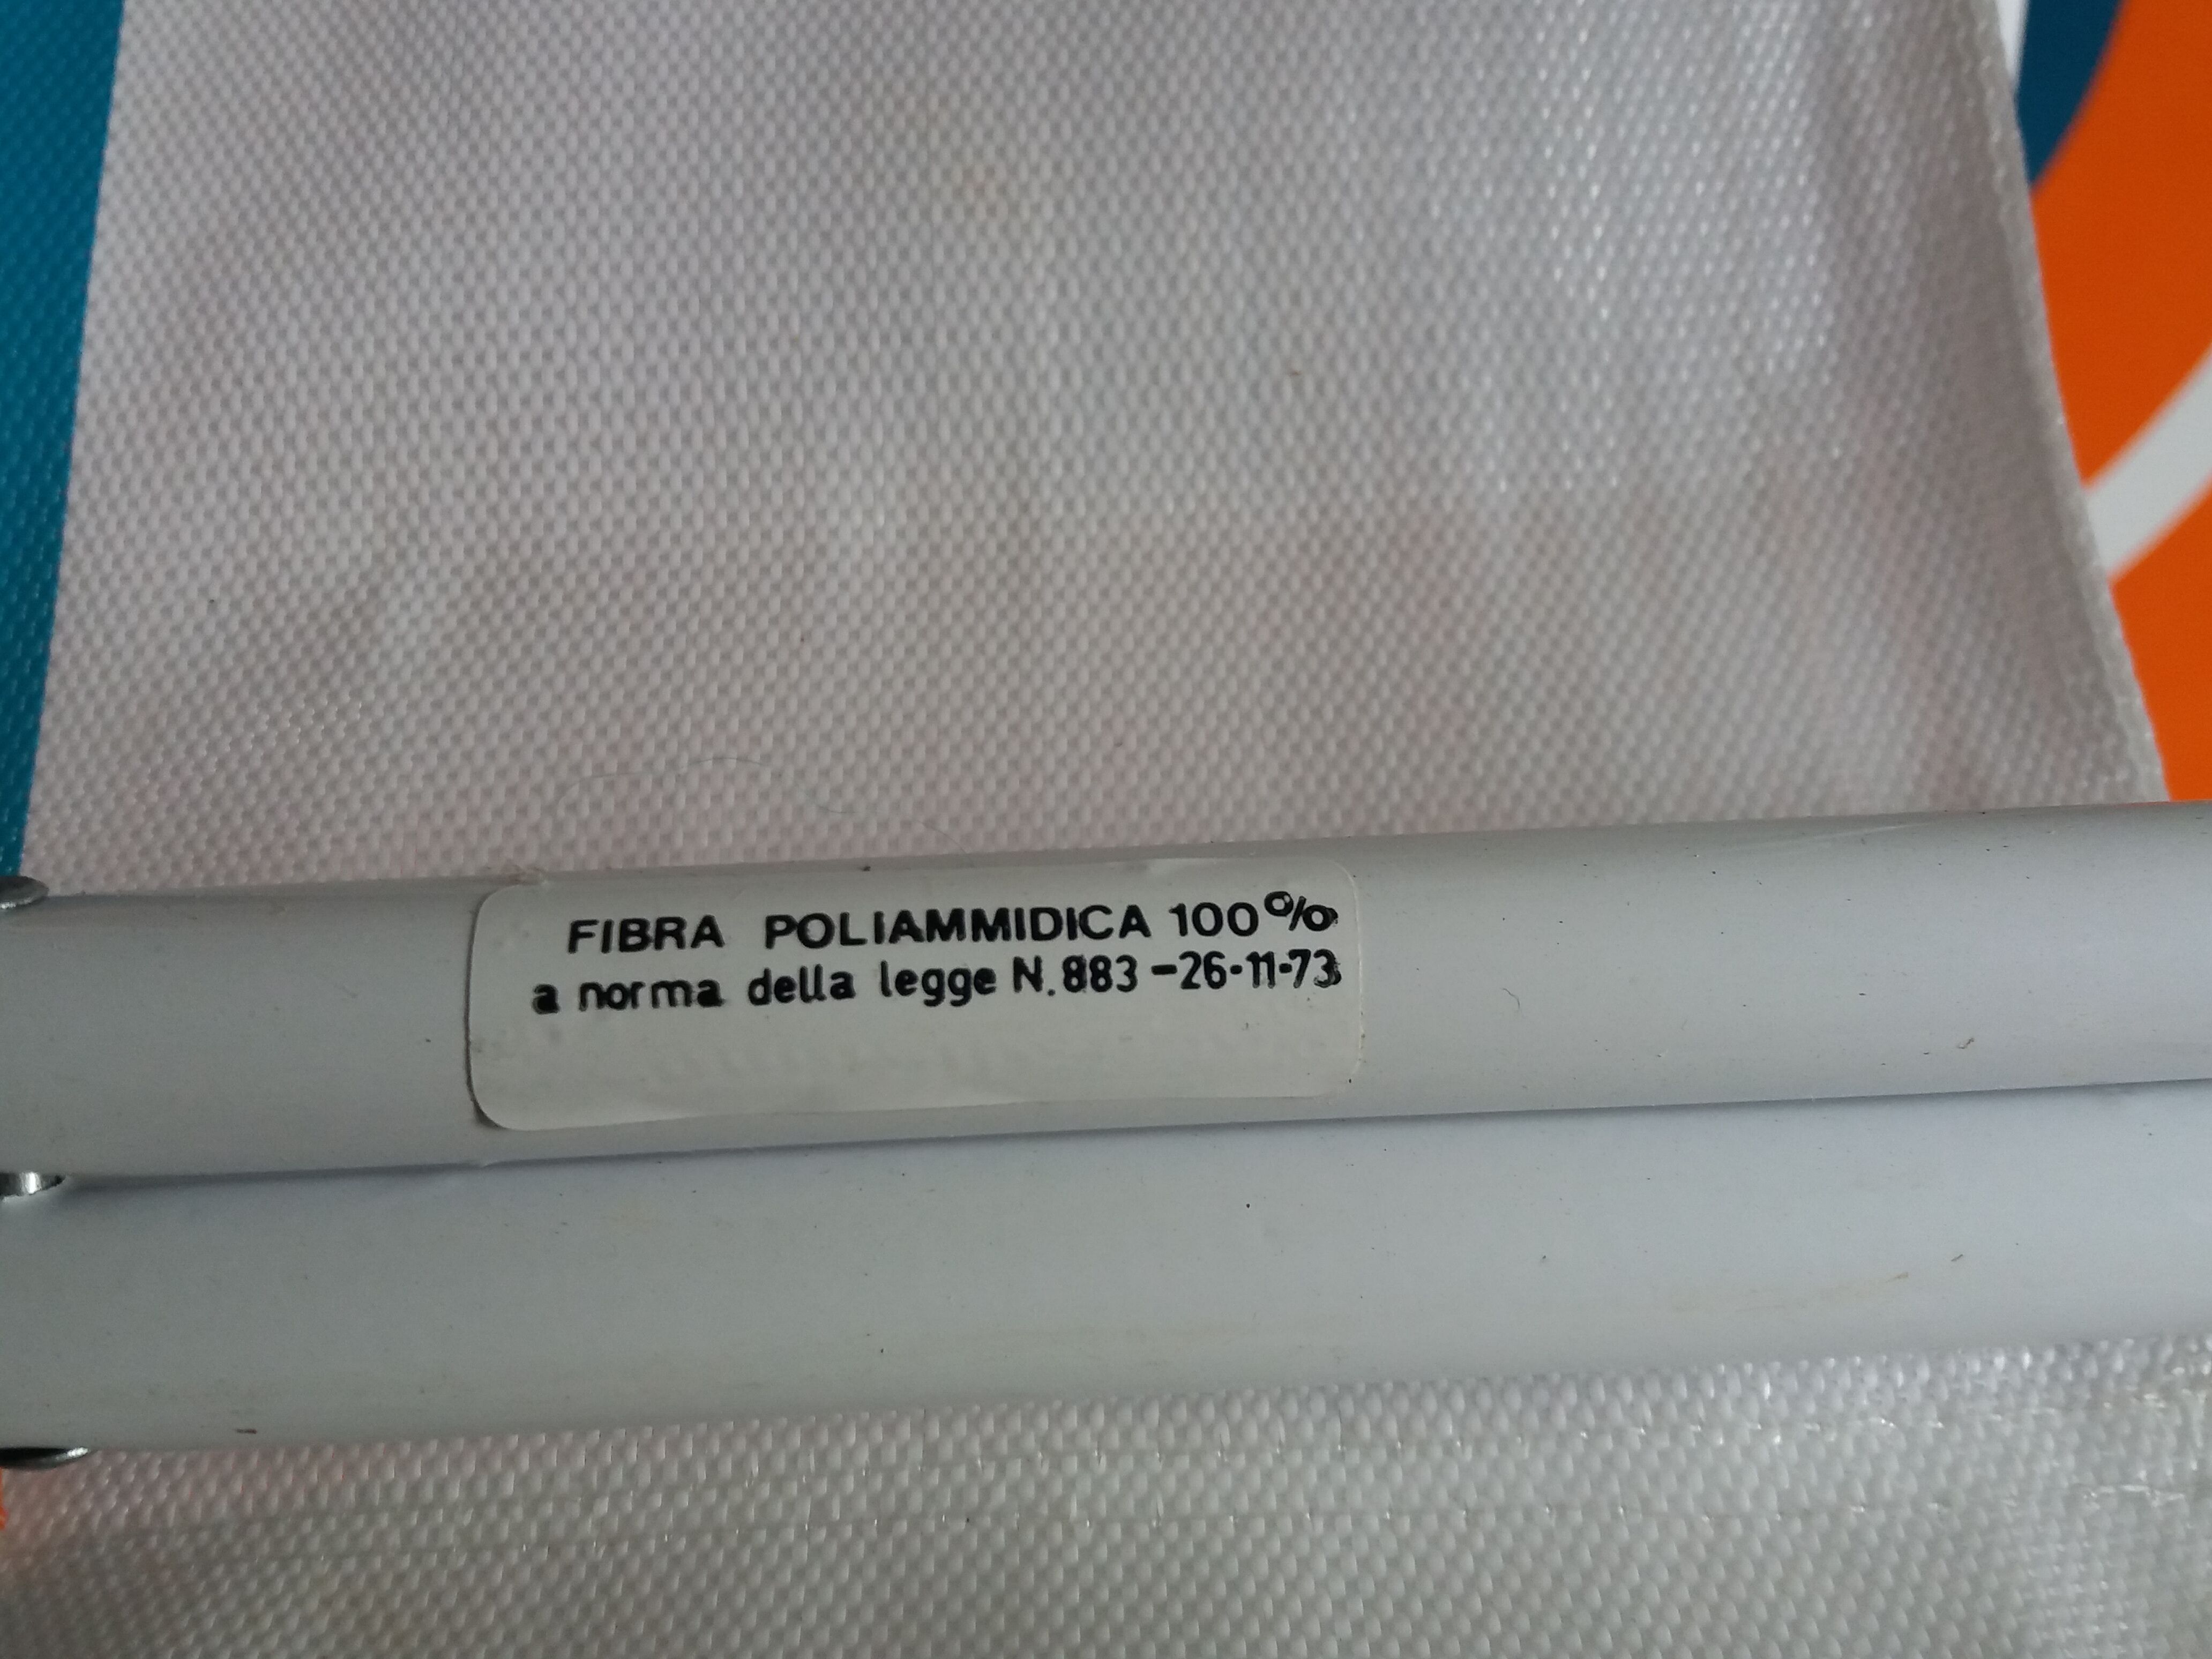 FIBRA POLIAMMIDICA 100%
a norma della legge N. 883 -26-11-73